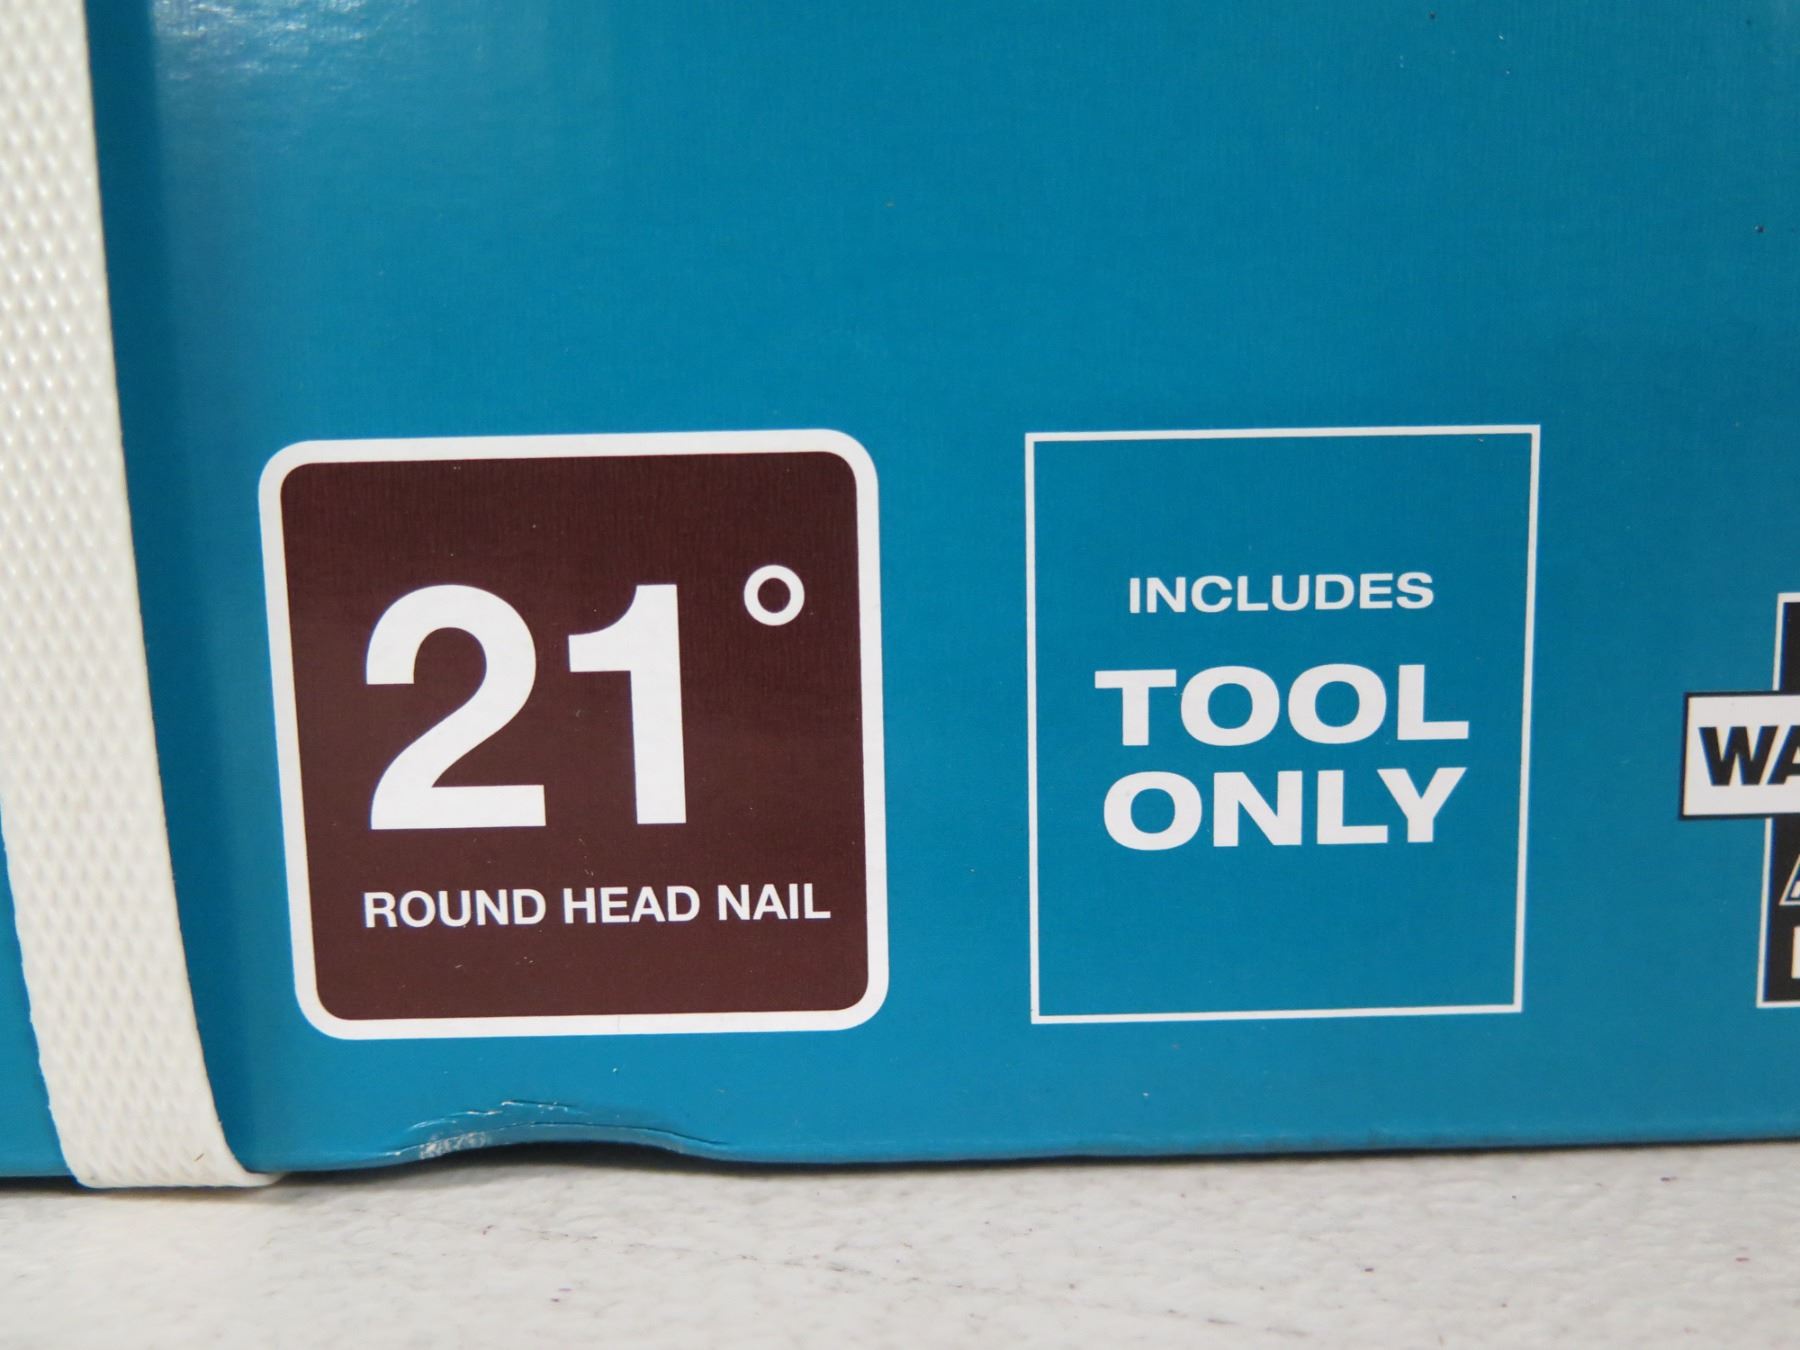 21°
ROUND HEAD NAIL
INCLUDES
TOOL
ONLY